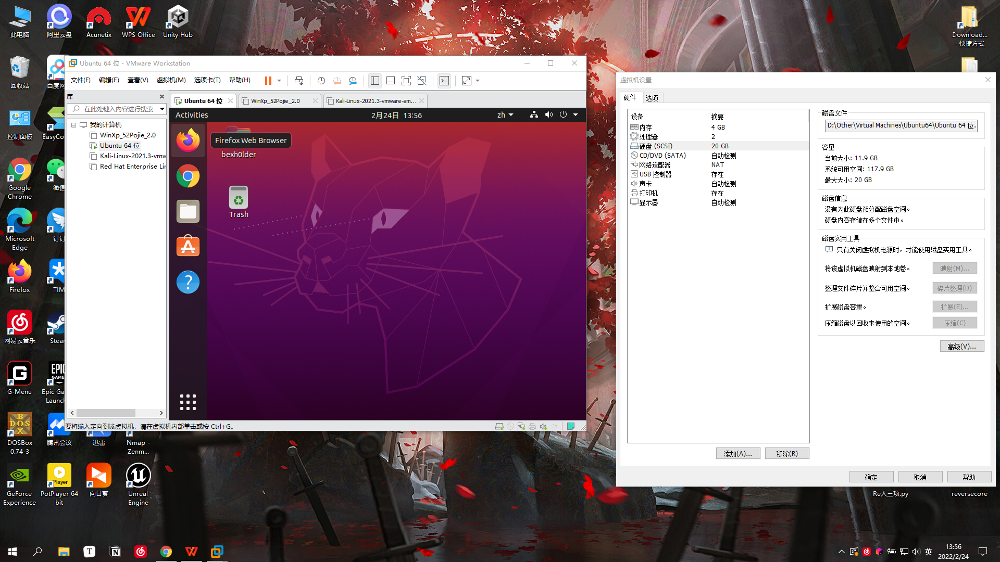 此电脑
阿里云盘
Acunetix
WPS Office
Unity Hub
Download...
- 快捷方式
回收站
百度网
控制面板
EasyCo
Google
Chrome
微信
Microsoft
Edge
钉钉
Firefox
TIM
网易云音乐
Stear
G-Menu
Epic Ga
Launch
DOSBox
0.74-3
腾讯会议
迅雷
Nmap -
Zenm...
GeForce
Experience
PotPlayer 64
bit
向日葵
Unreal
Engine
Re人三项.py
reversecore
Ubuntu 64 位 - VMware Workstation
文件(F) 编辑(E) 查看(V) 虚拟机(M) 选项卡(T) 帮助(H)
库
在此处键入内容进行搜索
我的计算机
WinXp_52Pojie_2.0
Ubuntu 64 位
Kali-Linux-2021.3-vmw
Red Hat Enterprise Lin
Ubuntu 64 位
WinXp_52Pojie_2.0
Kali-Linux-2021.3-vmware-am...
Activities
2月24日 13:56
zh
Firefox Web Browser
bexh0lder
Trash
要将输入定向到该虚拟机，请在虚拟机内部单击或按 Ctrl+G。
虚拟机设置
硬件 选项
设备 摘要
内存 4 GB
处理器 2
硬盘 (SCSI) 20 GB
CD/DVD (SATA) 自动检测
网络适配器 NAT
USB 控制器 存在
声卡 自动检测
打印机 存在
显示器 自动检测
添加(A)... 移除(R)
磁盘文件
D:\Other\Virtual Machines\Ubuntu64\Ubuntu 64 位.
容量
当前大小: 11.9 GB
系统可用空间: 117.9 GB
最大大小: 20 GB
磁盘信息
没有为此硬盘预分配磁盘空间。
硬盘内容存储在多个文件中。
磁盘实用工具
只有关闭虚拟机电源时，才能使用磁盘实用工具。
将该虚拟机磁盘映射到本地卷。 映射(M)...
整理文件碎片并整合可用空间。 碎片整理(D)
扩展磁盘容量。 扩展(E)...
压缩磁盘以回收未使用的空间。 压缩(C)
高级(V)...
确定 取消 帮助
英
13:56
2022/2/24